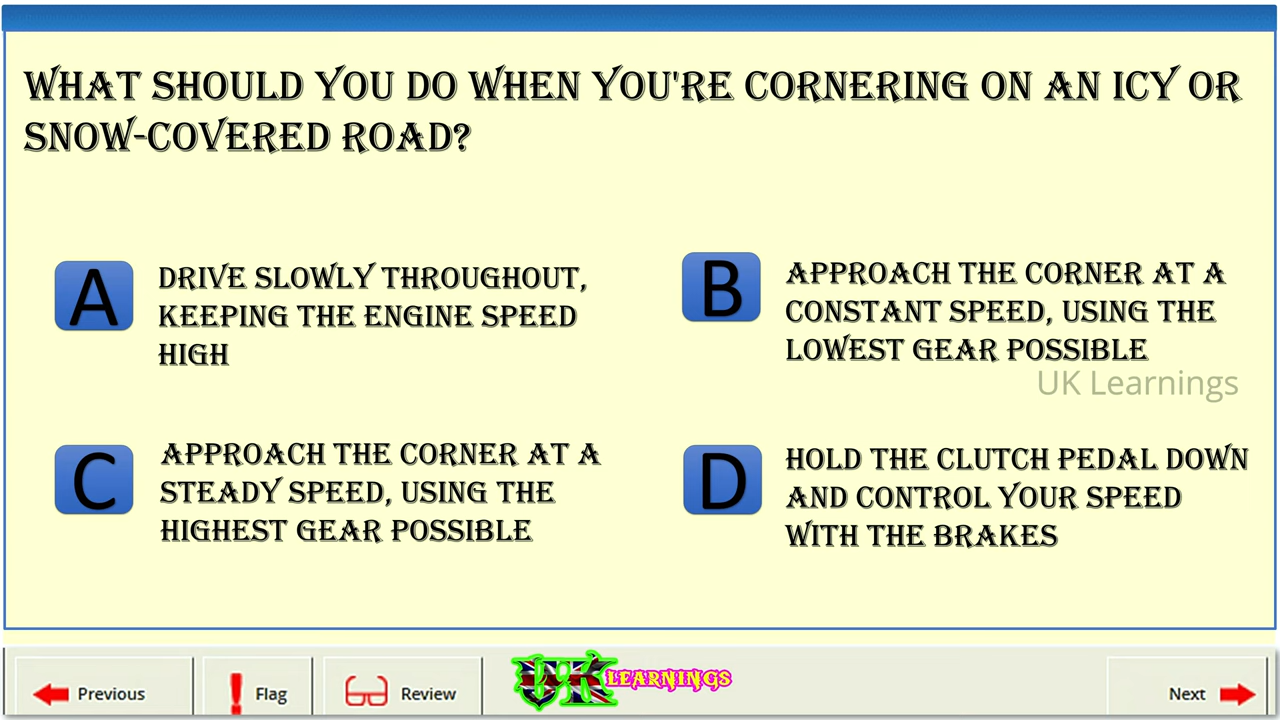 WHAT SHOULD YOU DO WHEN YOU'RE CORNERING ON AN ICY OR
SNOW-COVERED ROAD?
A
DRIVE SLOWLY THROUGHOUT,
KEEPING THE ENGINE SPEED
HIGH
B
APPROACH THE CORNER AT A
CONSTANT SPEED, USING THE
LOWEST GEAR POSSIBLE
UK Learnings
C
APPROACH THE CORNER AT A
STEADY SPEED, USING THE
HIGHEST GEAR POSSIBLE
D
HOLD THE CLUTCH PEDAL DOWN
AND CONTROL YOUR SPEED
WITH THE BRAKES
Previous
Flag
Review
UK LEARNINGS
Next